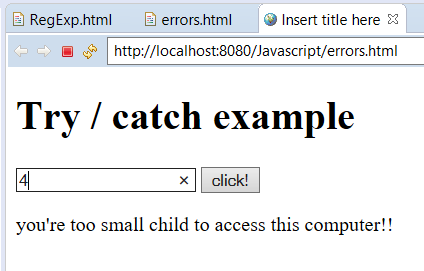 RegExp.html errors.html Insert title here
http://localhost:8080/Javascript/errors.html
Try / catch example
4 × click!
you're too small child to access this computer!!